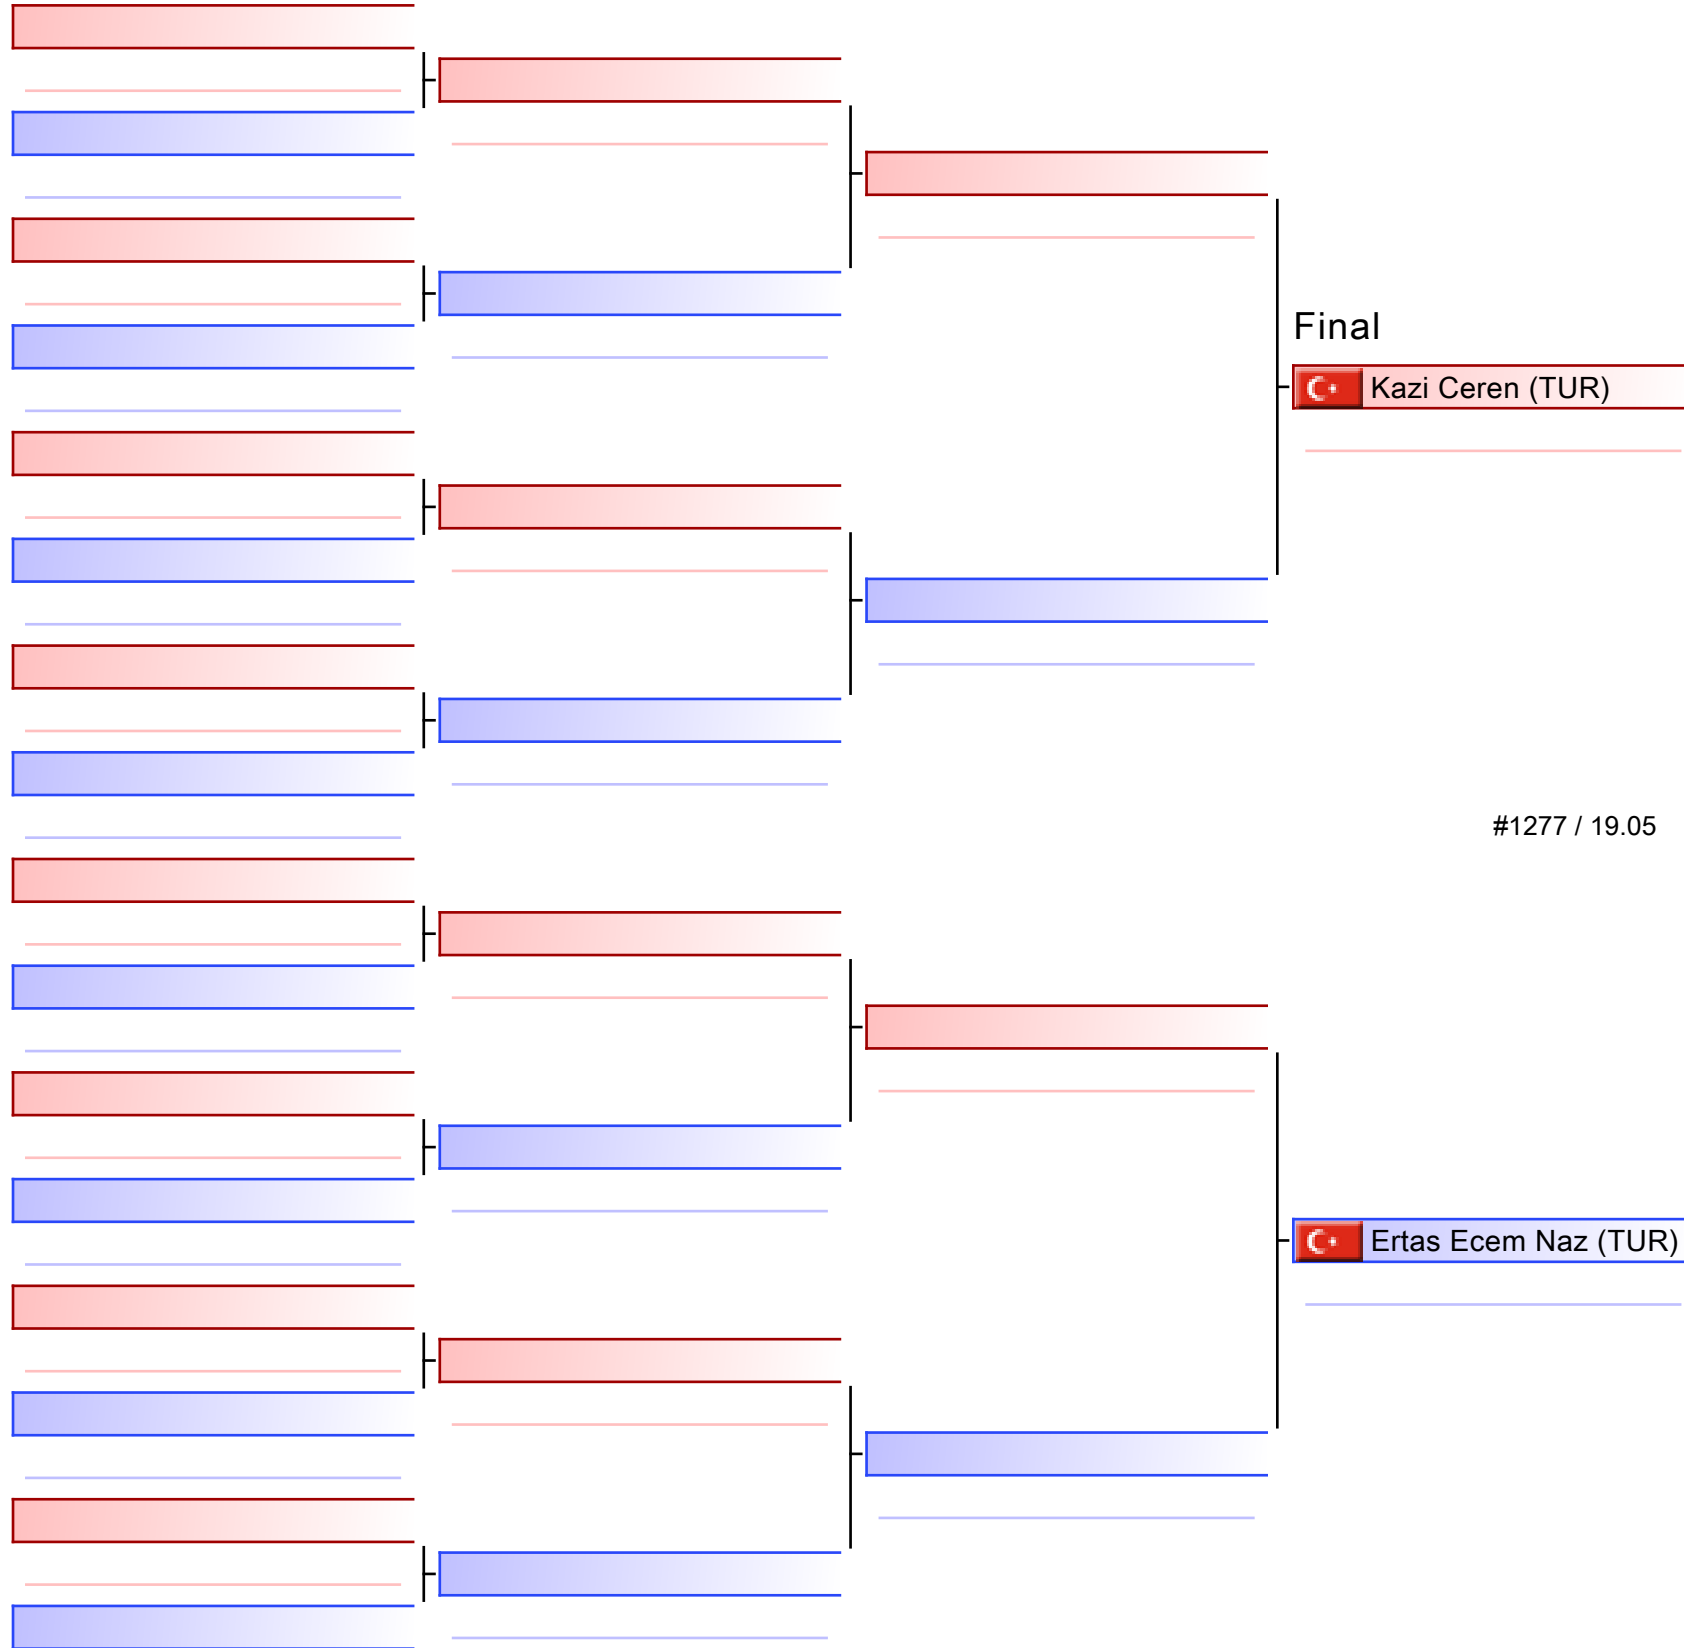 Final
Kazi Ceren (TUR)
#1277 / 19.05
Ertas Ecem Naz (TUR)